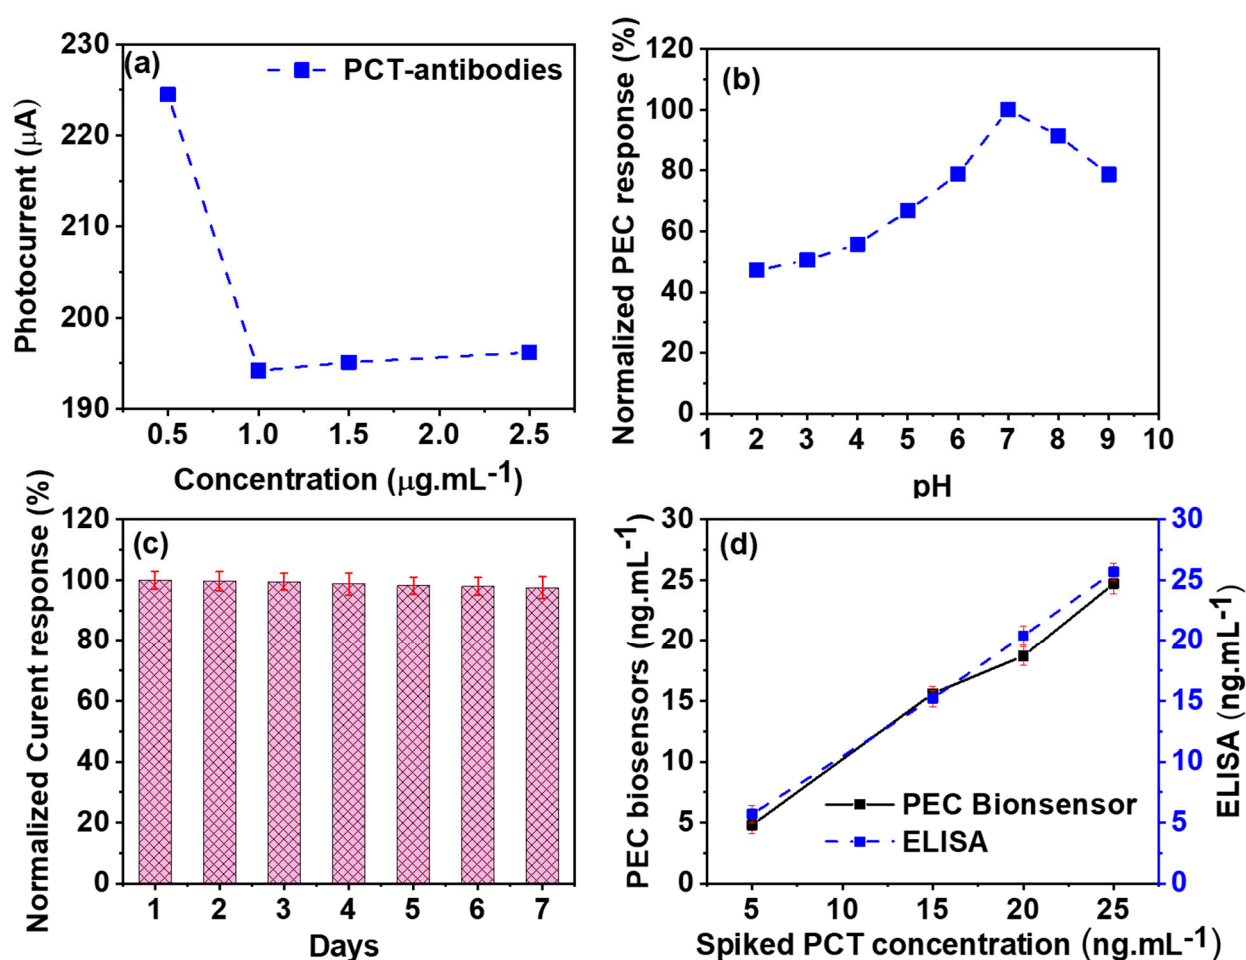 (a)
PCT-antibodies
230
220
210
200
190
Photocurrent (μA)
0.5 1.0 1.5 2.0 2.5
Concentration (μg.mL-1)
(b)
120
100
80
60
40
20
0
Normalized PEC response (%)
1 2 3 4 5 6 7 8 9 10
pH
(c)
120
100
80
60
40
20
0
Normalized Curent response (%)
1 2 3 4 5 6 7
Days
(d)
30
25
20
15
10
5
0
PEC biosensors (ng.mL-1)
PEC Bionsensor
ELISA
30
25
20
15
10
5
0
ELISA (ng.mL-1)
5 10 15 20 25
Spiked PCT concentration (ng.mL-1)